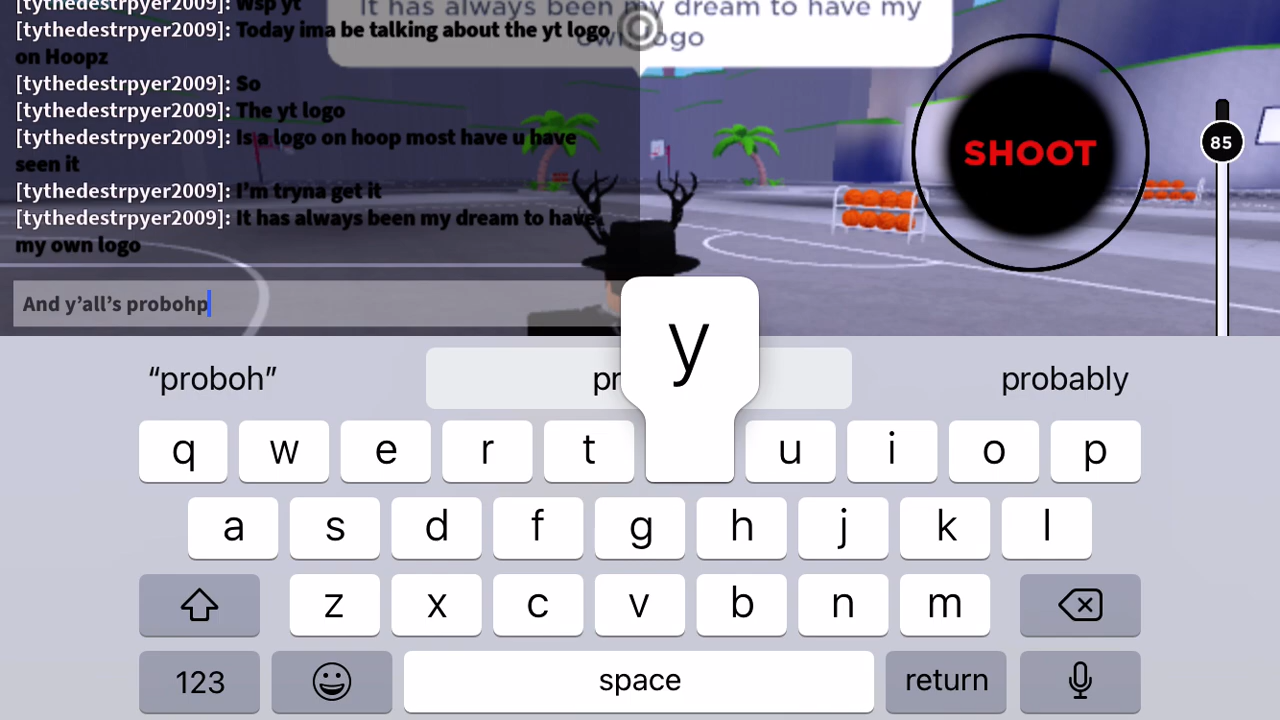 [tythedestrpyer2009]: Wsp yt
It has always been my dream to have my
own logo
[tythedestrpyer2009]: Today ima be talking about the yt logo
on Hoopz
[tythedestrpyer2009]: So
[tythedestrpyer2009]: The yt logo
[tythedestrpyer2009]: Is a logo on hoop most have u have
seen it
[tythedestrpyer2009]: I'm tryna get it
[tythedestrpyer2009]: It has always been my dream to have
my own logo
SHOOT
85
And y’all’s probohp
“proboh” pr probably
y
q w e r t u i o p
a s d f g h j k l
z x c v b n m
123 space return